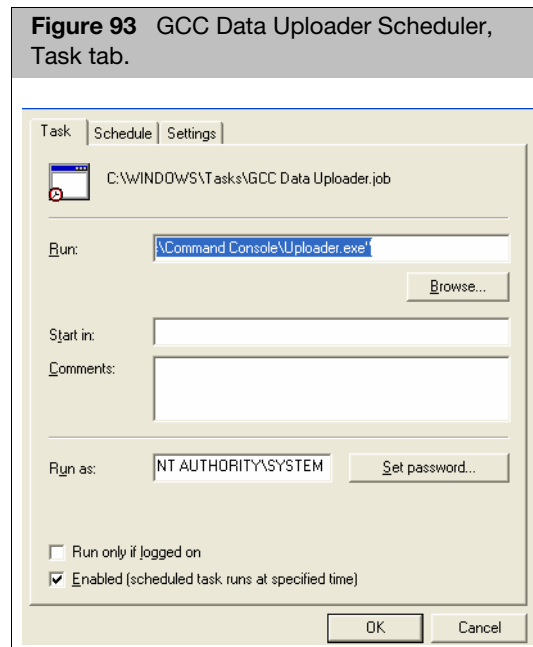 Figure 93 GCC Data Uploader Scheduler,
Task tab.
Task Schedule Settings
C:\WINDOWS\Tasks\GCC Data Uploader.job
Run: :\Command Console\Uploader.exe"
Browse...
Start in:
Comments:
Run as: NT AUTHORITY\SYSTEM Set password...
Run only if logged on
Enabled (scheduled task runs at specified time)
OK Cancel